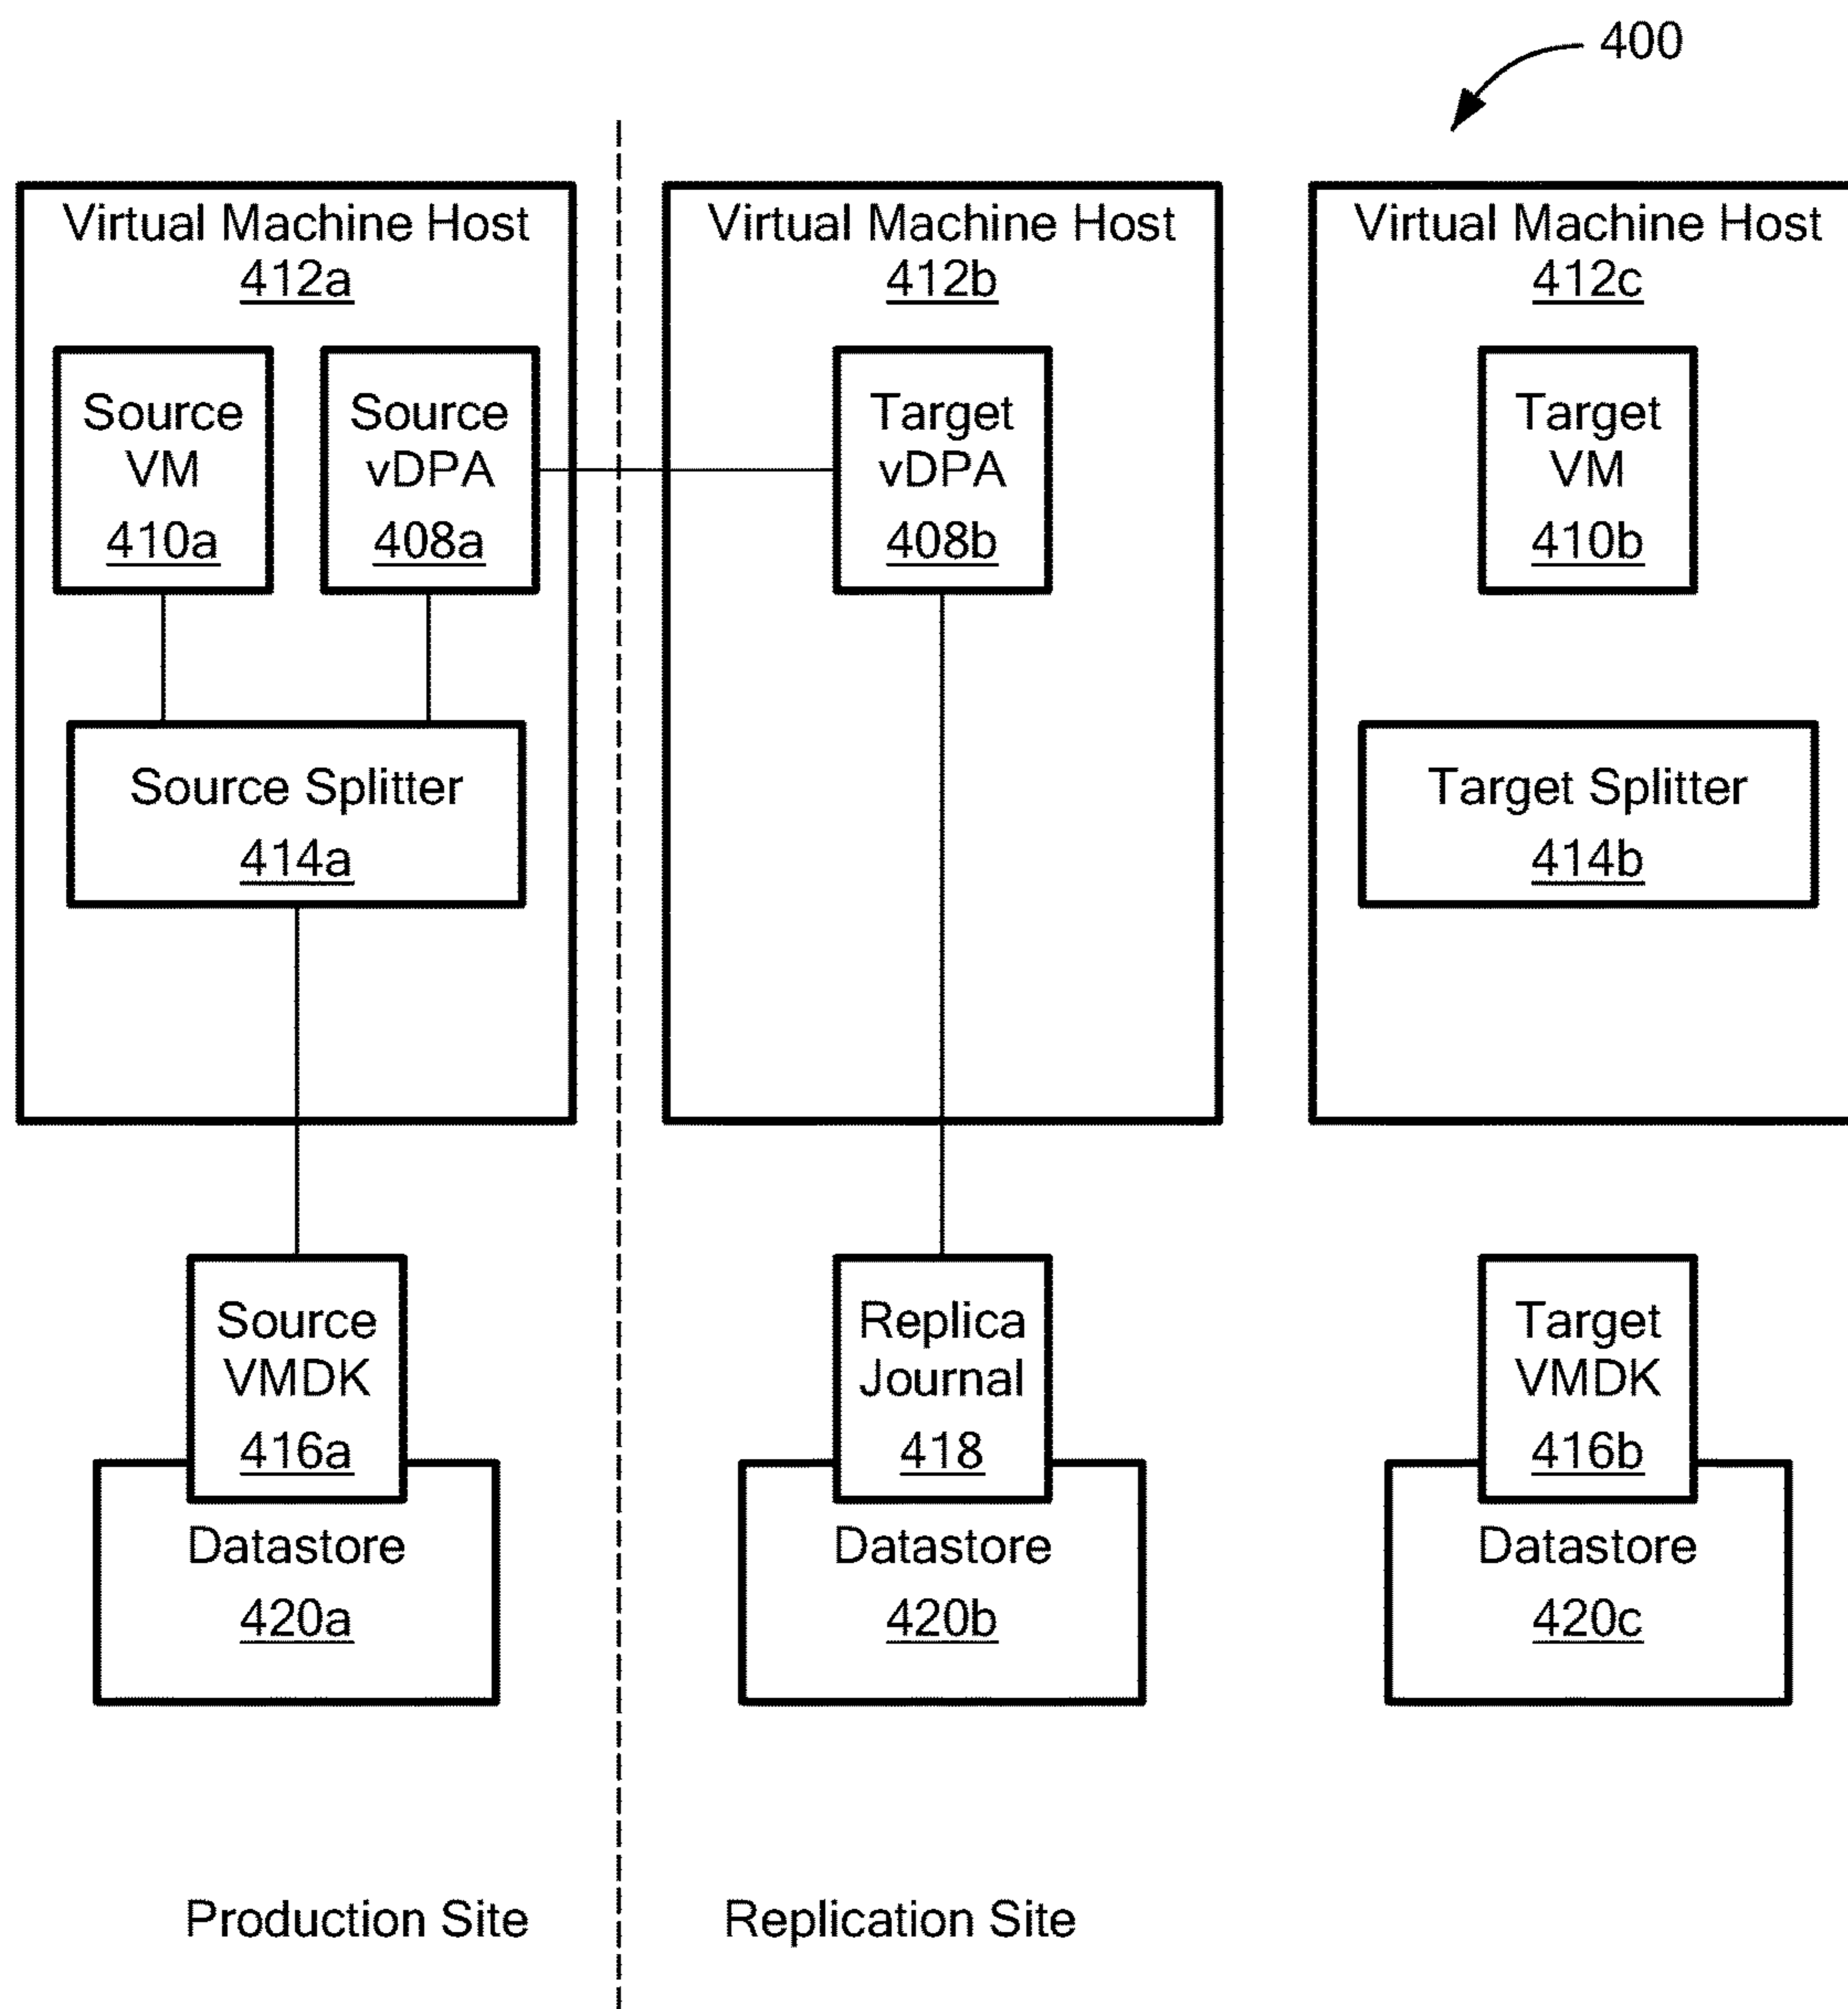 400
Virtual Machine Host
412a
Source
VM
410a
Source
vDPA
408a
Source Splitter
414a
Source
VMDK
416a
Datastore
420a
Virtual Machine Host
412b
Target
vDPA
408b
Replica
Journal
418
Datastore
420b
Virtual Machine Host
412c
Target
VM
410b
Target Splitter
414b
Target
VMDK
416b
Datastore
420c
Production Site
Replication Site